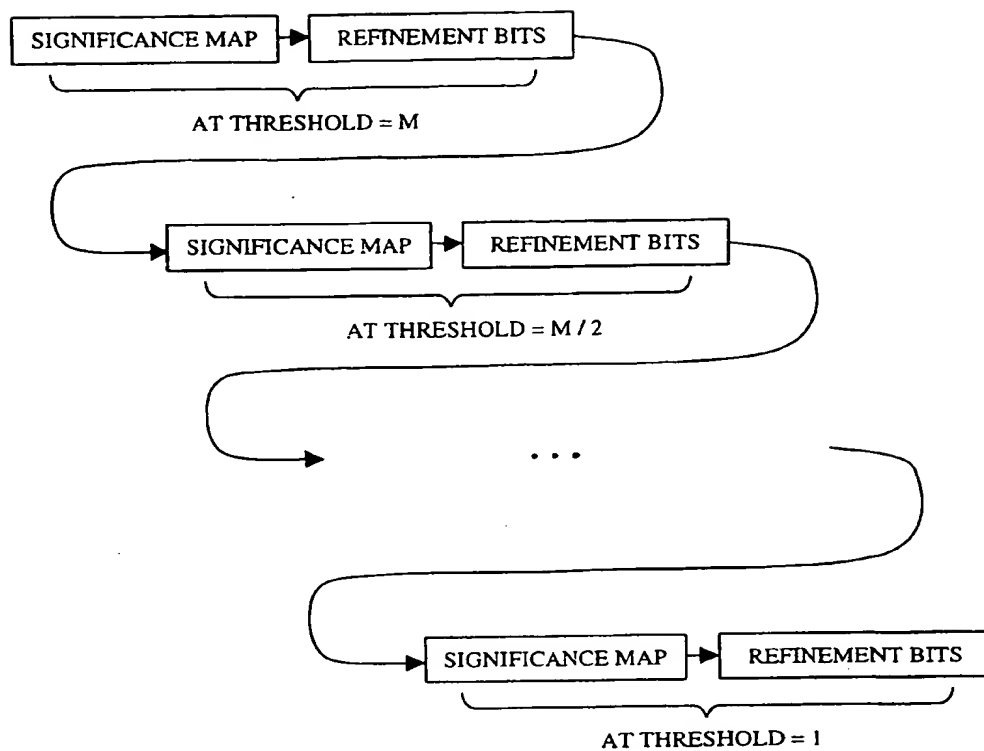 SIGNIFICANCE MAP
REFINEMENT BITS
AT THRESHOLD = M
SIGNIFICANCE MAP
REFINEMENT BITS
AT THRESHOLD = M / 2
...
SIGNIFICANCE MAP
REFINEMENT BITS
AT THRESHOLD = 1